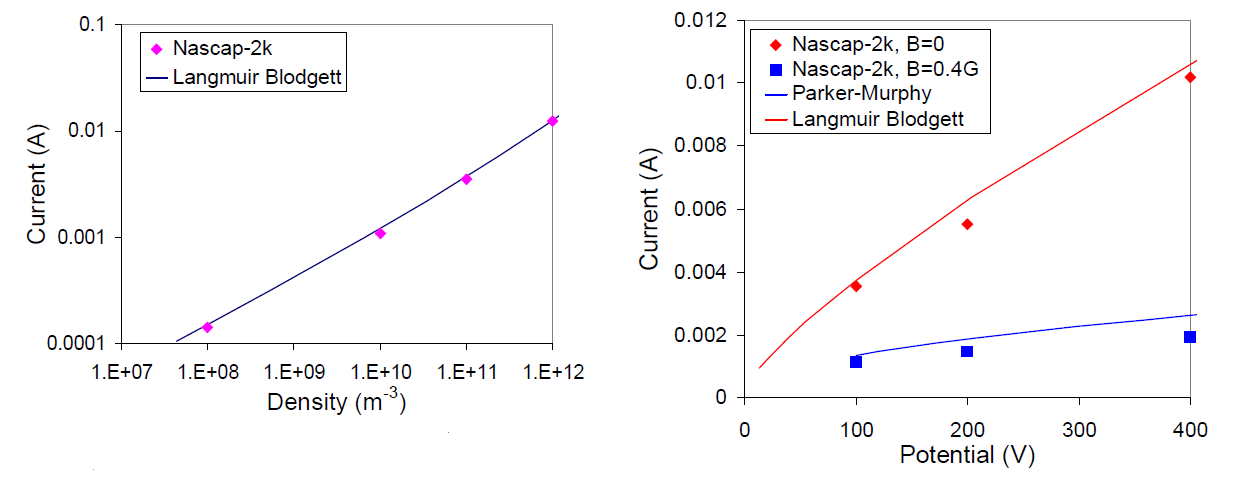 0.1
0.01
0.001
0.0001
Current (A)
Nascap-2k
Langmuir Blodgett
1.E+07 1.E+08 1.E+09 1.E+10 1.E+11 1.E+12
Density (m-3)
0.012
0.01
0.008
0.006
0.004
0.002
0
Current (A)
Nascap-2k, B=0
Nascap-2k, B=0.4G
Parker-Murphy
Langmuir Blodgett
0 100 200 300 400
Potential (V)